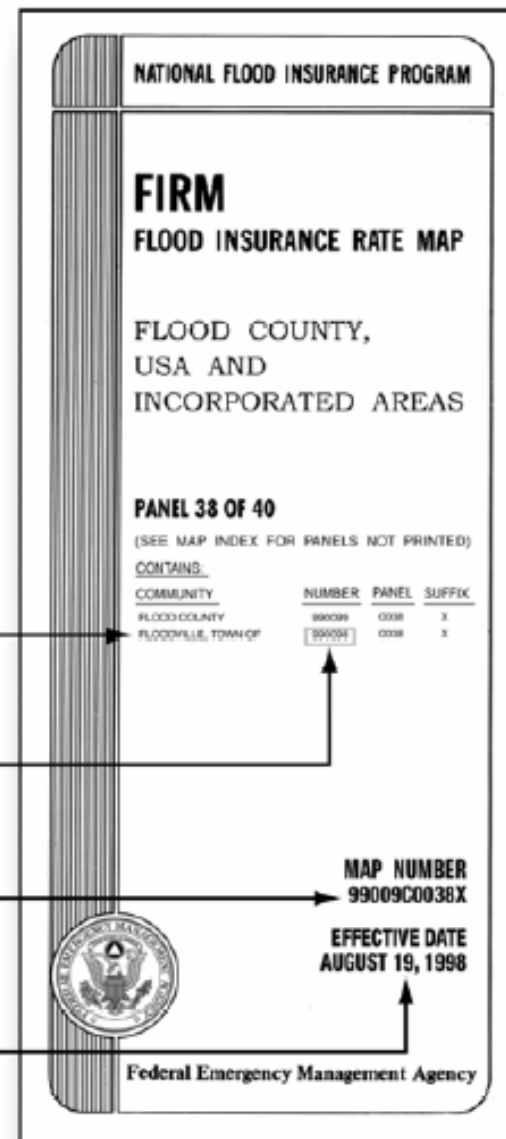 NATIONAL FLOOD INSURANCE PROGRAM
FIRM
FLOOD INSURANCE RATE MAP
FLOOD COUNTY,
USA AND
INCORPORATED AREAS
PANEL 38 OF 40
(SEE MAP INDEX FOR PANELS NOT PRINTED)
CONTAINS:
COMMUNITY NUMBER PANEL SUFFIX
FLOOD COUNTY 0038 X
FLOODVILLE, TOWN OF 0038 X
MAP NUMBER
99009C0038X
EFFECTIVE DATE
AUGUST 19, 1998
Federal Emergency Management Agency